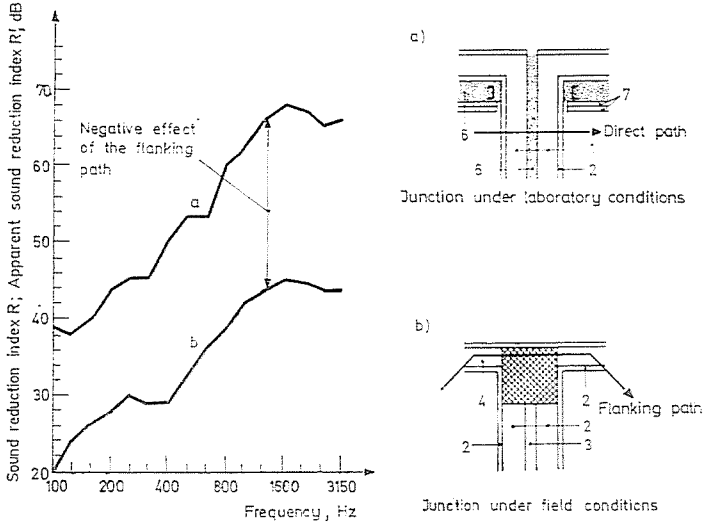 Sound reduction index R; Apparent sound reduction index R', dB
70
60
50
40
30
20
100
200
400
800
1600
3150
Frequency, Hz
Negative effect
of the flanking
path
a
b
a)
7
6
Direct path
1
6
2
Junction under laboratory conditions
b)
4
2
Flanking path
2
2
3
Junction under field conditions